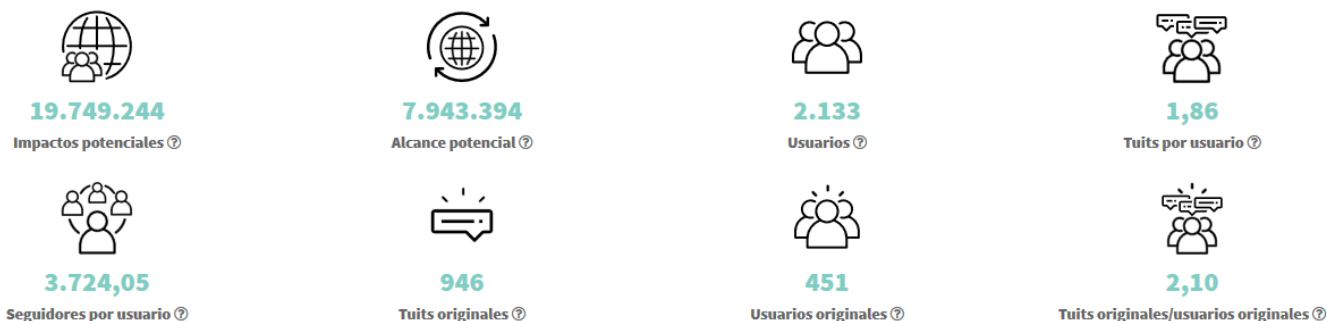 19.749.244
Impactos potenciales ?
7.943.394
Alcance potencial ?
2.133
Usuarios ?
1,86
Tuits por usuario ?
3.724,05
Seguidores por usuario ?
946
Tuits originales ?
451
Usuarios originales ?
2,10
Tuits originales/usuarios originales ?